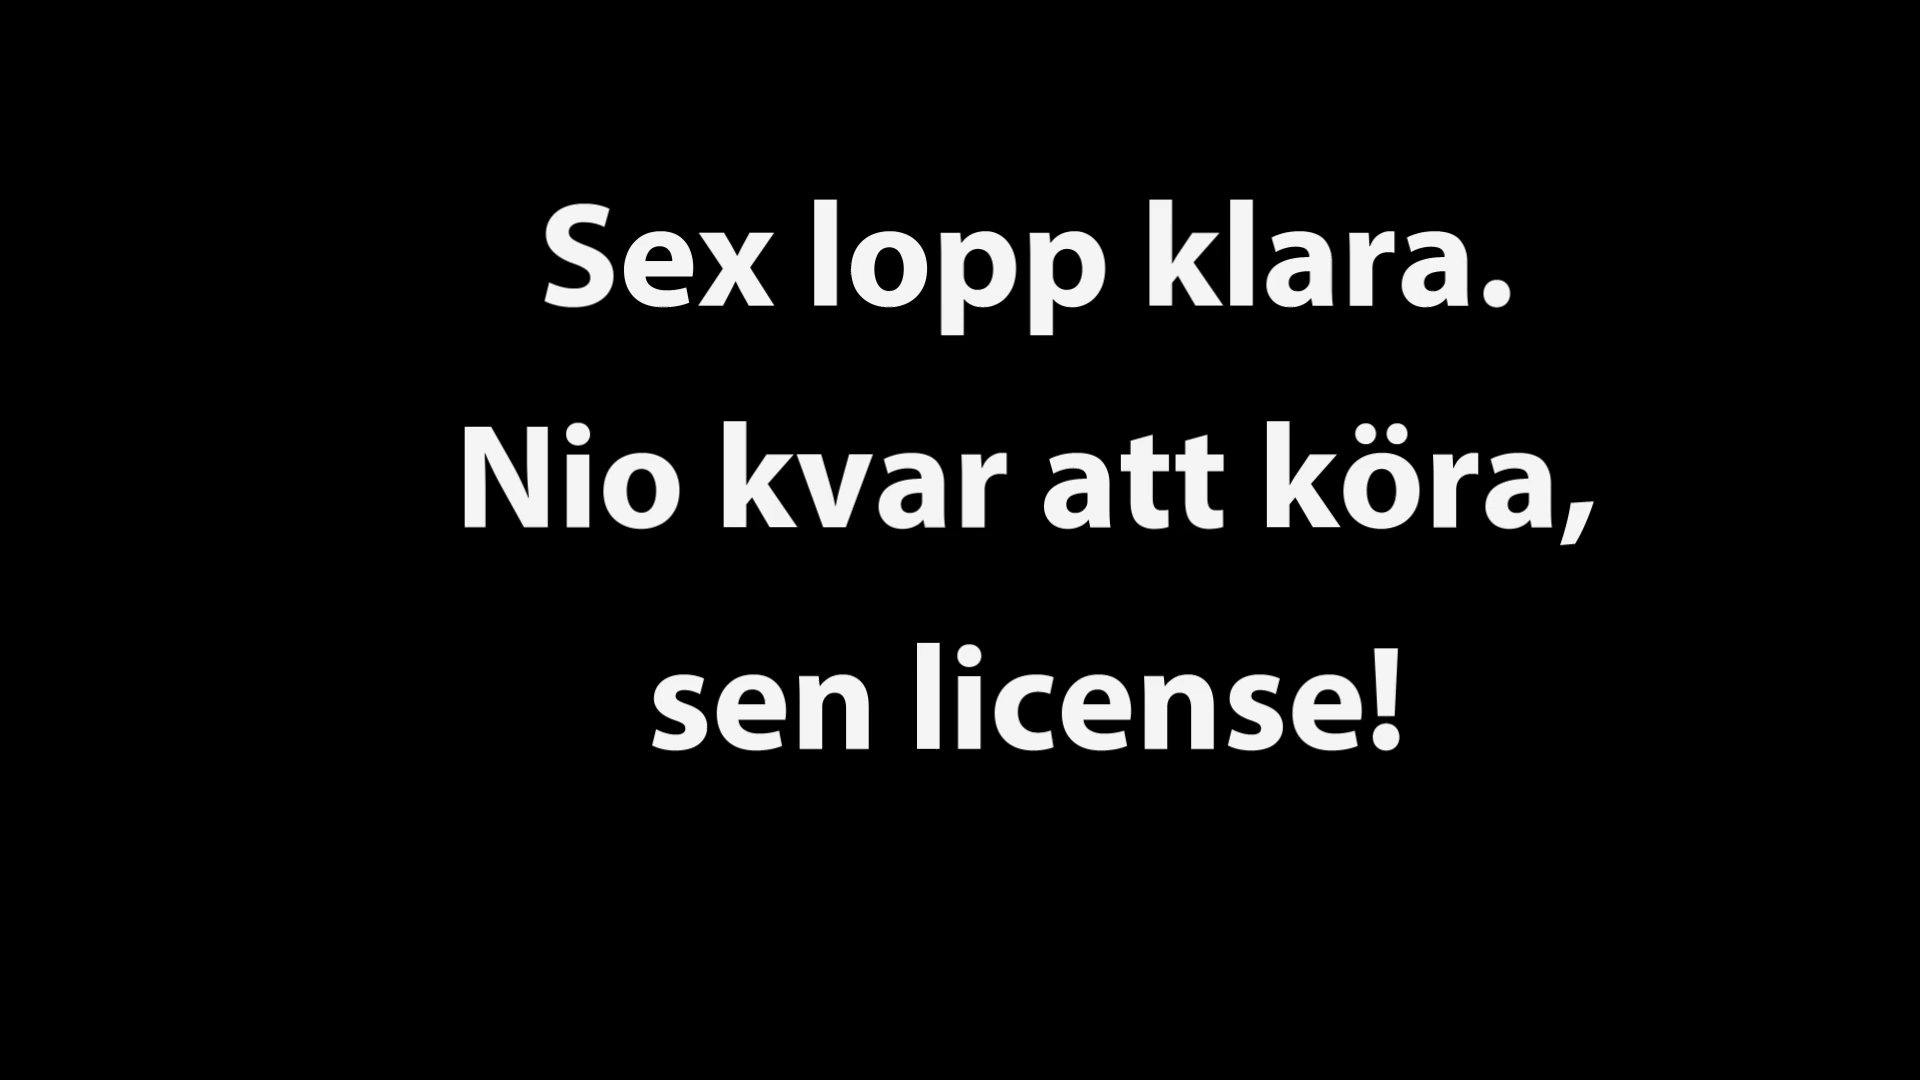 Sex lopp klara.
Nio kvar att köra,
sen license!